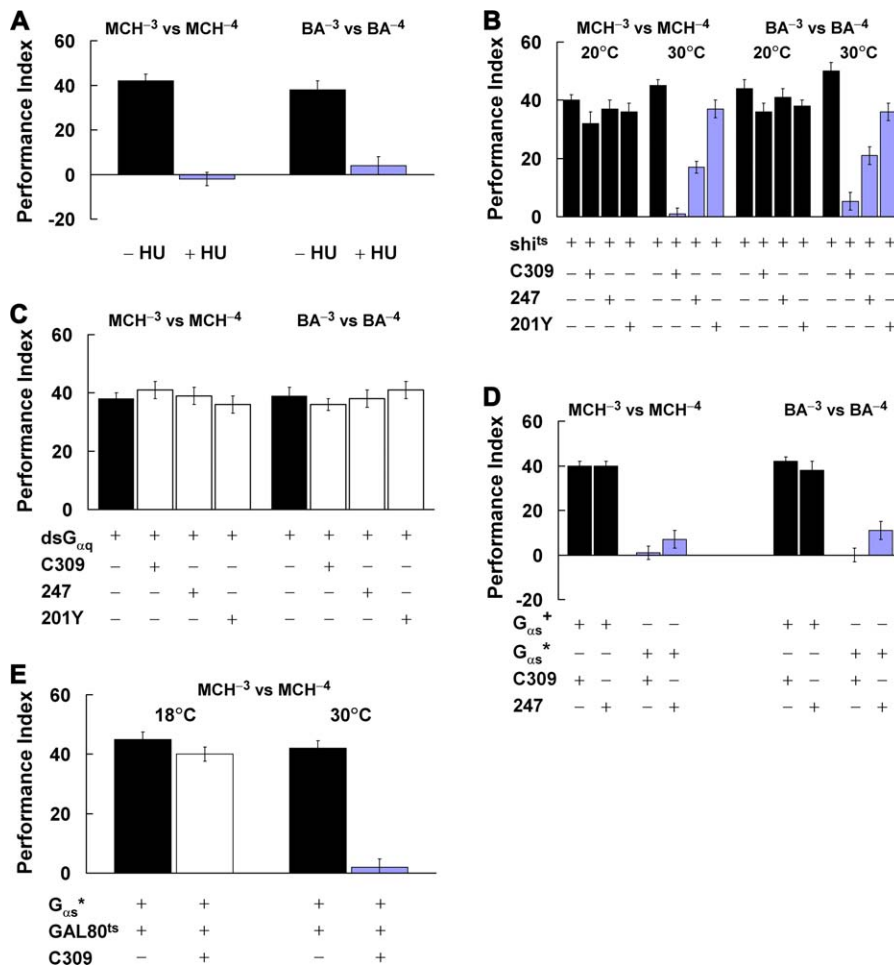 A
MCH⁻³ vs MCH⁻⁴ BA⁻³ vs BA⁻⁴
Performance Index
60
40
20
0
-20
– HU + HU – HU + HU
B
MCH⁻³ vs MCH⁻⁴ BA⁻³ vs BA⁻⁴
20°C 30°C 20°C 30°C
Performance Index
60
40
20
0
shiᵗˢ + + + + + + + + + + + + + + + +
C309 – + – – – + – – – + – – – + – –
247 – – + – – – + – – – + – – – + –
201Y – – – + – – – + – – – + – – – +
C
MCH⁻³ vs MCH⁻⁴ BA⁻³ vs BA⁻⁴
Performance Index
60
40
20
0
dsG_αq + + + + + + + +
C309 – + – – – + – –
247 – – + – – – + –
201Y – – – + – – – +
D
MCH⁻³ vs MCH⁻⁴ BA⁻³ vs BA⁻⁴
Performance Index
60
40
20
0
-20
G_αs⁺ + + – – + + – –
G_αs* – – + + – – + +
C309 + – + – + – + –
247 – + – + – + – +
E
MCH⁻³ vs MCH⁻⁴
18°C 30°C
Performance Index
60
40
20
0
G_αs* + + + +
GAL80ᵗˢ + + + +
C309 – + – +